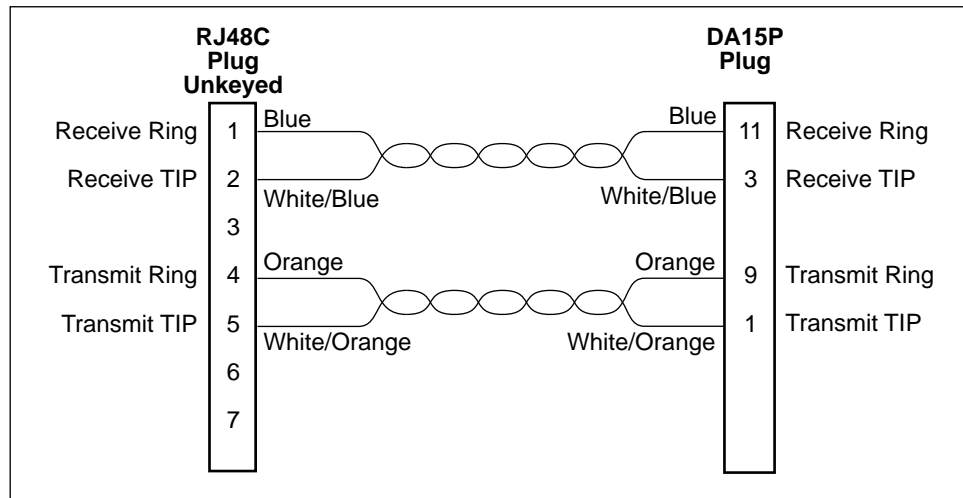 RJ48C
Plug
Unkeyed
DA15P
Plug
Receive Ring 1 Blue Blue 11 Receive Ring
Receive TIP 2 White/Blue White/Blue 3 Receive TIP
3
Transmit Ring 4 Orange Orange 9 Transmit Ring
Transmit TIP 5 White/Orange White/Orange 1 Transmit TIP
6
7